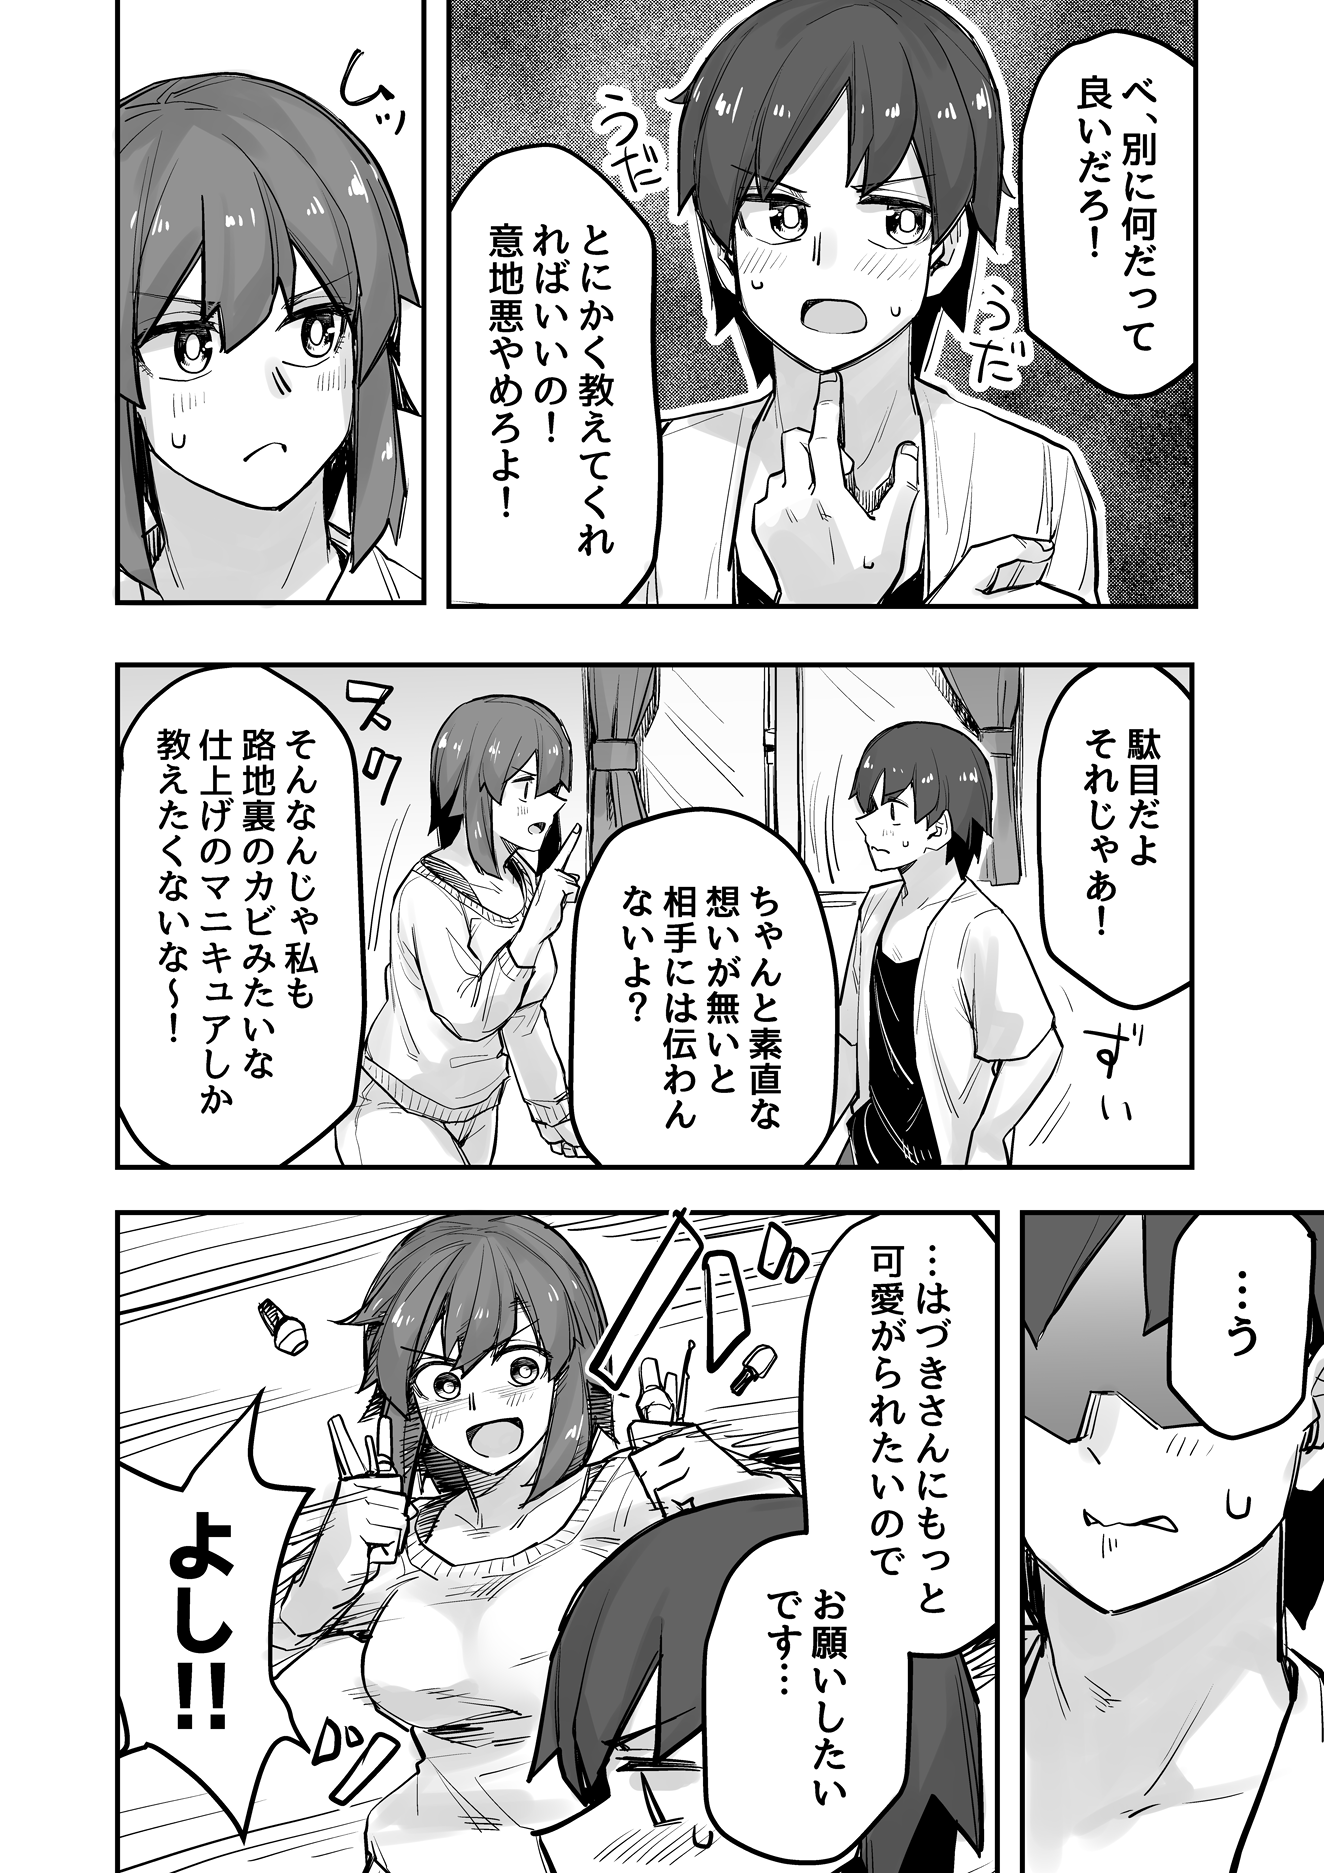 べ、別に何だって
良いだろ！
うだ
うだ
とにかく教えてくれ
ればいいの！
意地悪やめろよ！
ムッ
駄目だよ
それじゃあ！
ずい
ちゃんと素直な
想いが無いと
相手には伝わん
ないよ？
スッ
そんなんじゃ私も
路地裏のカビみたいな
仕上げのマニキュアしか
教えたくないな～！
…う
…はづきさんにもっと
可愛がられたいので
お願いしたい
です…
バッ
よし!!